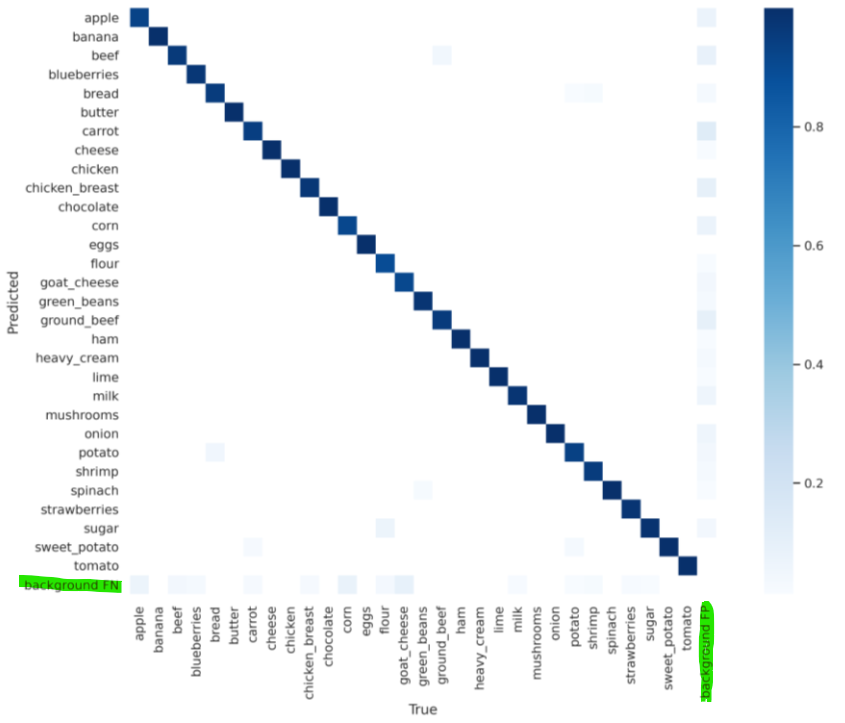 apple
banana
beef
blueberries
bread
butter
carrot
cheese
chicken
chicken_breast
chocolate
corn
eggs
flour
goat_cheese
green_beans
ground_beef
ham
heavy_cream
lime
milk
mushrooms
onion
potato
shrimp
spinach
strawberries
sugar
sweet_potato
tomato
background FN
Predicted
apple
banana
beef
blueberries
bread
butter
carrot
cheese
chicken
chicken_breast
chocolate
corn
eggs
flour
goat_cheese
green_beans
ground_beef
ham
heavy_cream
lime
milk
mushrooms
onion
potato
shrimp
spinach
strawberries
sugar
sweet_potato
tomato
background FP
True
0.8
0.6
0.4
0.2